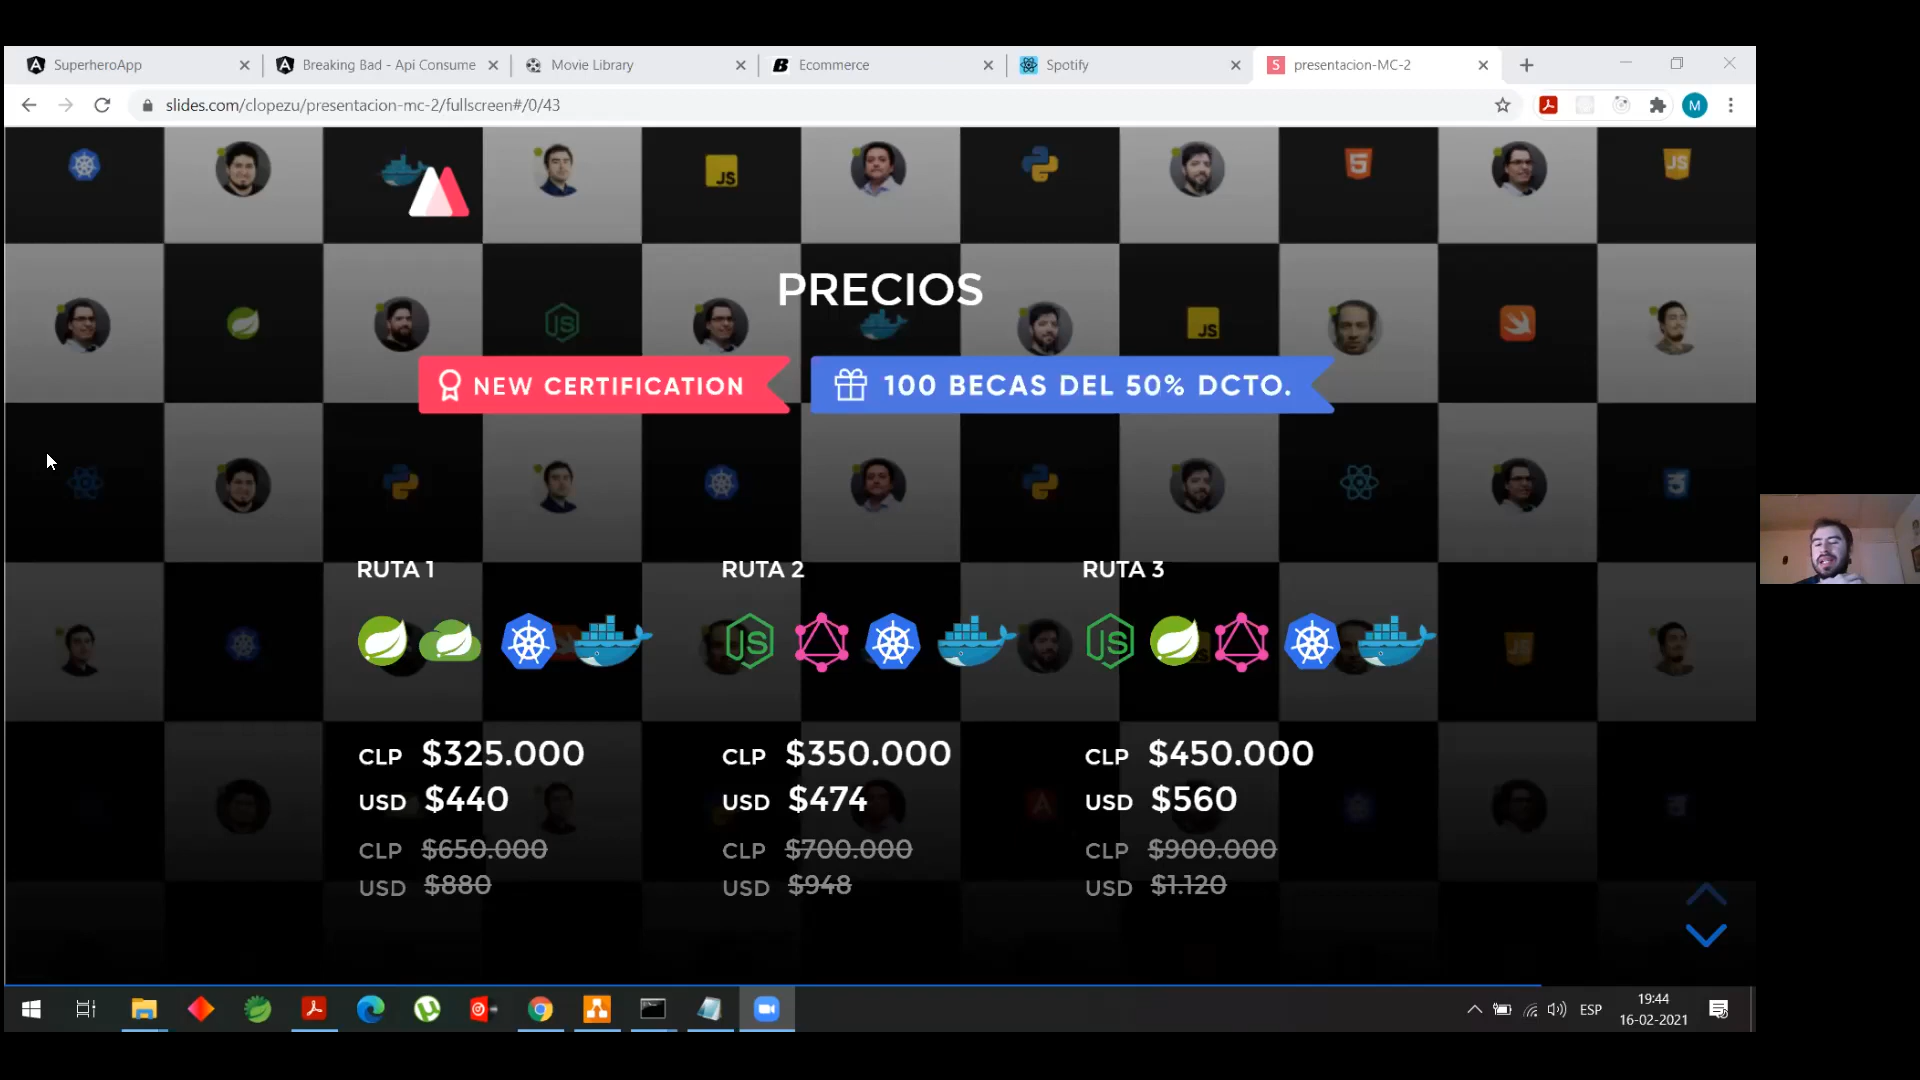 SuperheroApp
Breaking Bad - Api Consume
Movie Library
Ecommerce
Spotify
presentacion-MC-2
slides.com/clopezu/presentacion-mc-2/fullscreen#/0/43
M
PRECIOS
NEW CERTIFICATION
100 BECAS DEL 50% DCTO.
RUTA 1
RUTA 2
RUTA 3
CLP $325.000
USD $440
CLP $650.000
USD $880
CLP $350.000
USD $474
CLP $700.000
USD $948
CLP $450.000
USD $560
CLP $900.000
USD $1.120
ESP
19:44
16-02-2021